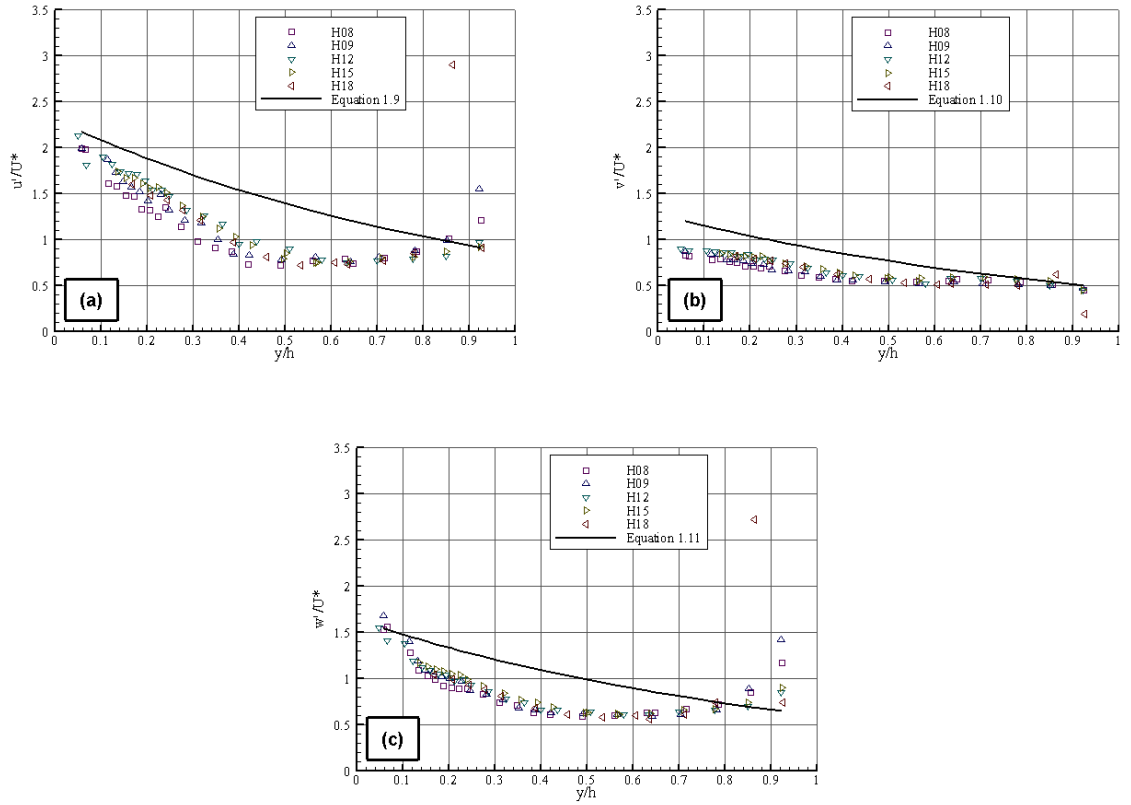 3.5
3
2.5
2
1.5
1
0.5
0
u'/U*
H08
H09
H12
H15
H18
Equation 1.9
(a)
0 0.1 0.2 0.3 0.4 0.5 0.6 0.7 0.8 0.9 1
y/h
3.5
3
2.5
2
1.5
1
0.5
0
v'/U*
H08
H09
H12
H15
H18
Equation 1.10
(b)
0 0.1 0.2 0.3 0.4 0.5 0.6 0.7 0.8 0.9 1
y/h
3.5
3
2.5
2
1.5
1
0.5
0
w'/U*
H08
H09
H12
H15
H18
Equation 1.11
(c)
0 0.1 0.2 0.3 0.4 0.5 0.6 0.7 0.8 0.9 1
y/h